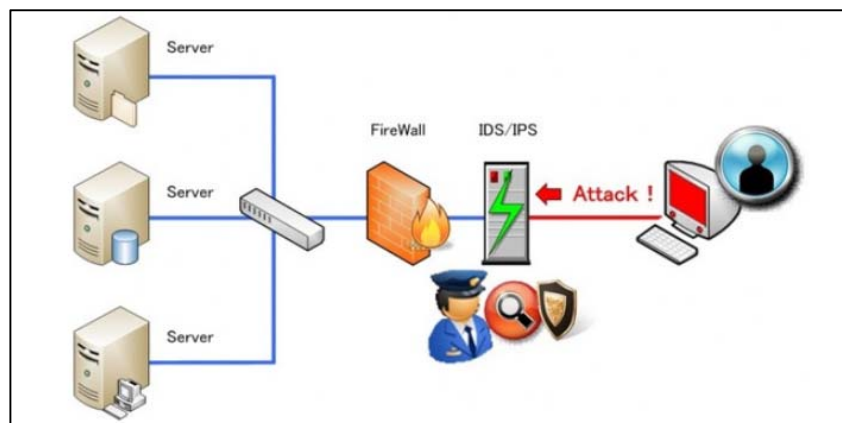 Server
FireWall
IDS/IPS
Server
Attack !
Server